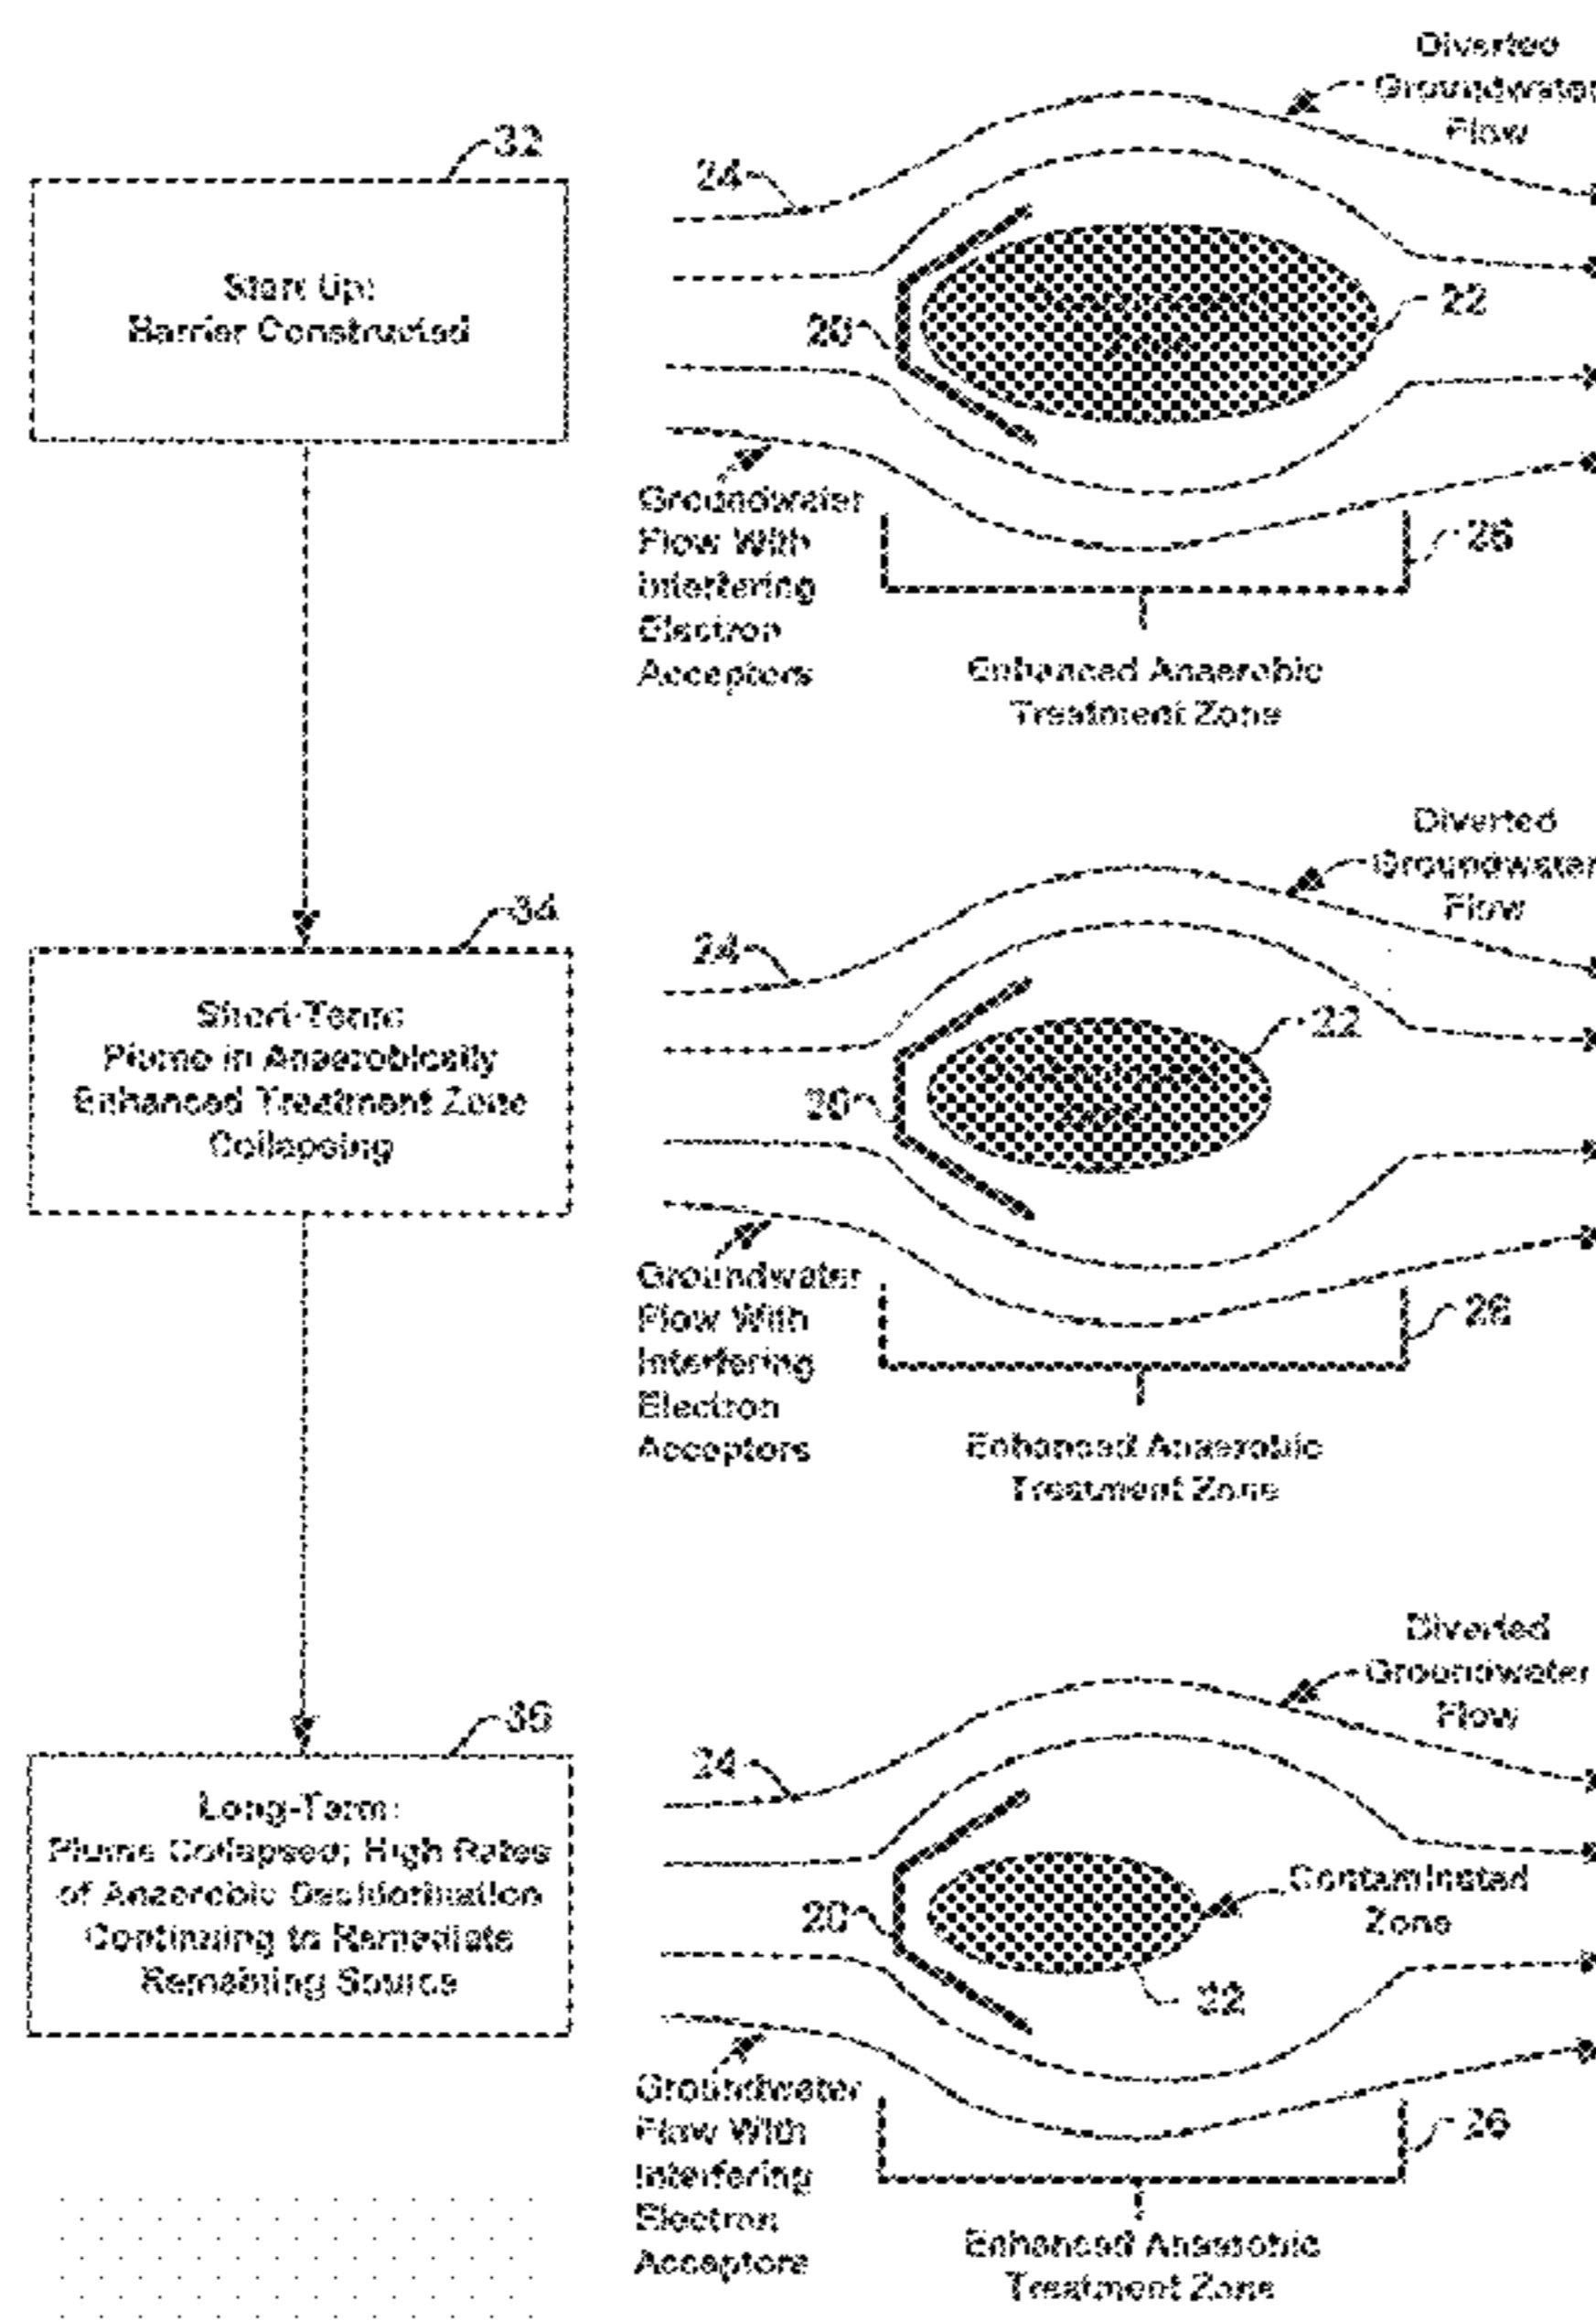 32
Start Up:
Barrier Constructed
Diverted
Groundwater
Flow
24
20
22
Groundwater
Flow With
Interfering
Electron
Acceptors
26
Enhanced Anaerobic
Treatment Zone
34
Short-Term:
Plume in Anaerobically
Enhanced Treatment Zone
Collapsing
Diverted
Groundwater
Flow
24
20
22
Groundwater
Flow With
Interfering
Electron
Acceptors
26
Enhanced Anaerobic
Treatment Zone
36
Long-Term:
Plume Collapsed; High Rates
of Anaerobic Dechlorination
Continuing to Remediate
Remaining Source
Diverted
Groundwater
Flow
24
20
Contaminated
Zone
22
Groundwater
Flow With
Interfering
Electron
Acceptors
26
Enhanced Anaerobic
Treatment Zone